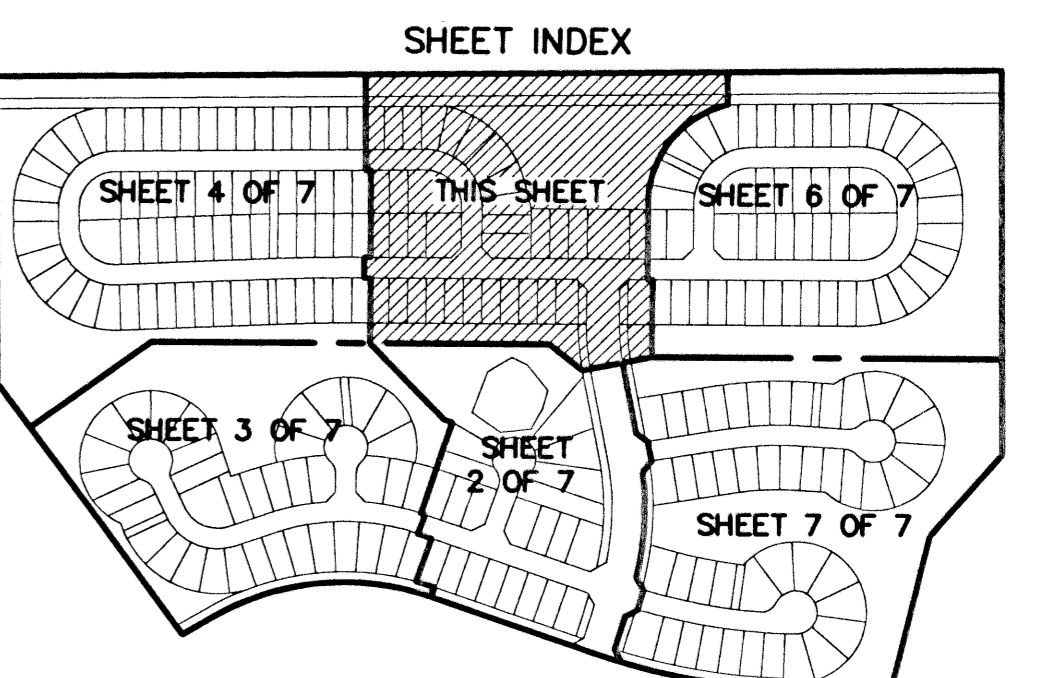 SHEET INDEX
SHEET 4 OF 7
THIS SHEET
SHEET 6 OF 7
SHEET 3 OF 7
SHEET
2 OF 7
SHEET 7 OF 7